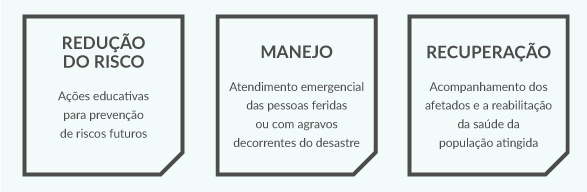 REDUÇÃO
DO RISCO
Ações educativas
para prevenção
de riscos futuros
MANEJO
Atendimento emergencial
das pessoas feridas
ou com agravos
decorrentes do desastre
RECUPERAÇÃO
Acompanhamento dos
afetados e a reabilitação
da saúde da
população atingida